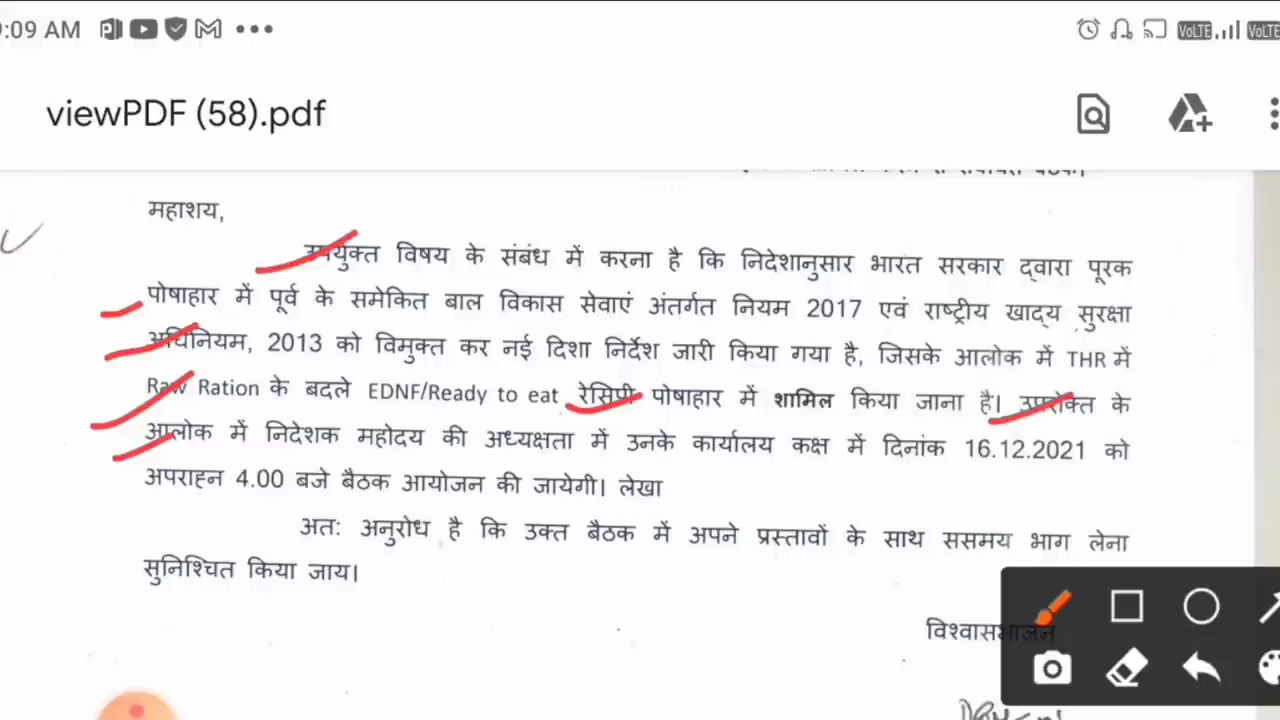 9:09 AM
VoLTE VoLTE
viewPDF (58).pdf
महाशय,
उपर्युक्त विषय के संबंध में करना है कि निदेशानुसार भारत सरकार द्वारा पूरक
पोषाहार में पूर्व के समेकित बाल विकास सेवाएं अंतर्गत नियम 2017 एवं राष्ट्रीय खाद्य सुरक्षा
अधिनियम, 2013 को विमुक्त कर नई दिशा निर्देश जारी किया गया है, जिसके आलोक में THR में
Raw Ration के बदले EDNF/Ready to eat रेसिपी पोषाहार में शामिल किया जाना है। उपरोक्त के
आलोक में निदेशक महोदय की अध्यक्षता में उनके कार्यालय कक्ष में दिनांक 16.12.2021 को
अपराह्न 4.00 बजे बैठक आयोजन की जायेगी। लेखा
अत: अनुरोध है कि उक्त बैठक में अपने प्रस्तावों के साथ ससमय भाग लेना
सुनिश्चित किया जाय।
विश्वासभाजन